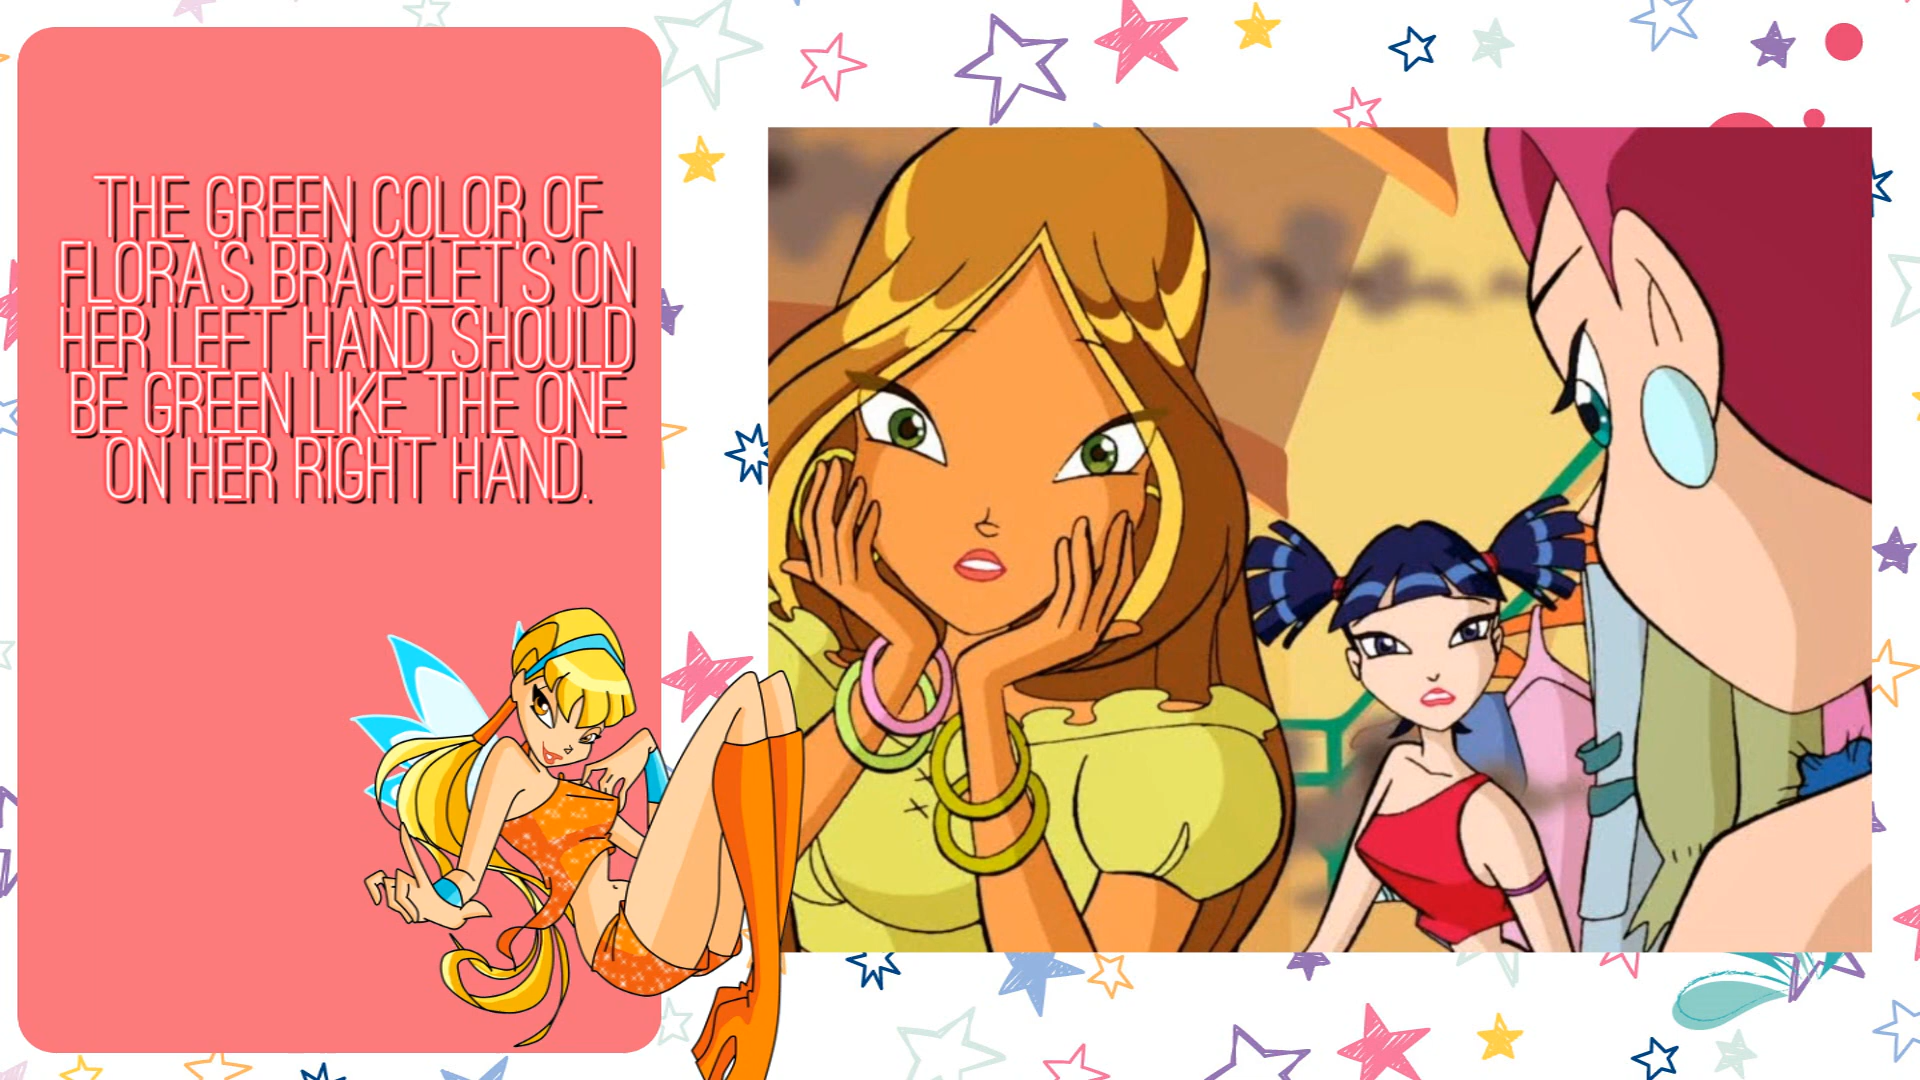 THE GREEN COLOR OF
FLORA'S BRACELET'S ON
HER LEFT HAND SHOULD
BE GREEN LIKE THE ONE
ON HER RIGHT HAND.